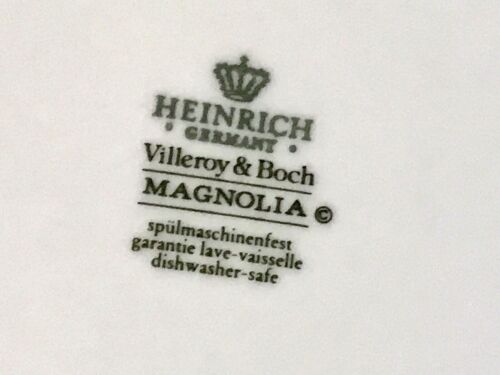 HEINRICH
• GERMANY •
Villeroy & Boch
MAGNOLIA ©
spülmaschinenfest
garantie lave-vaisselle
dishwasher-safe